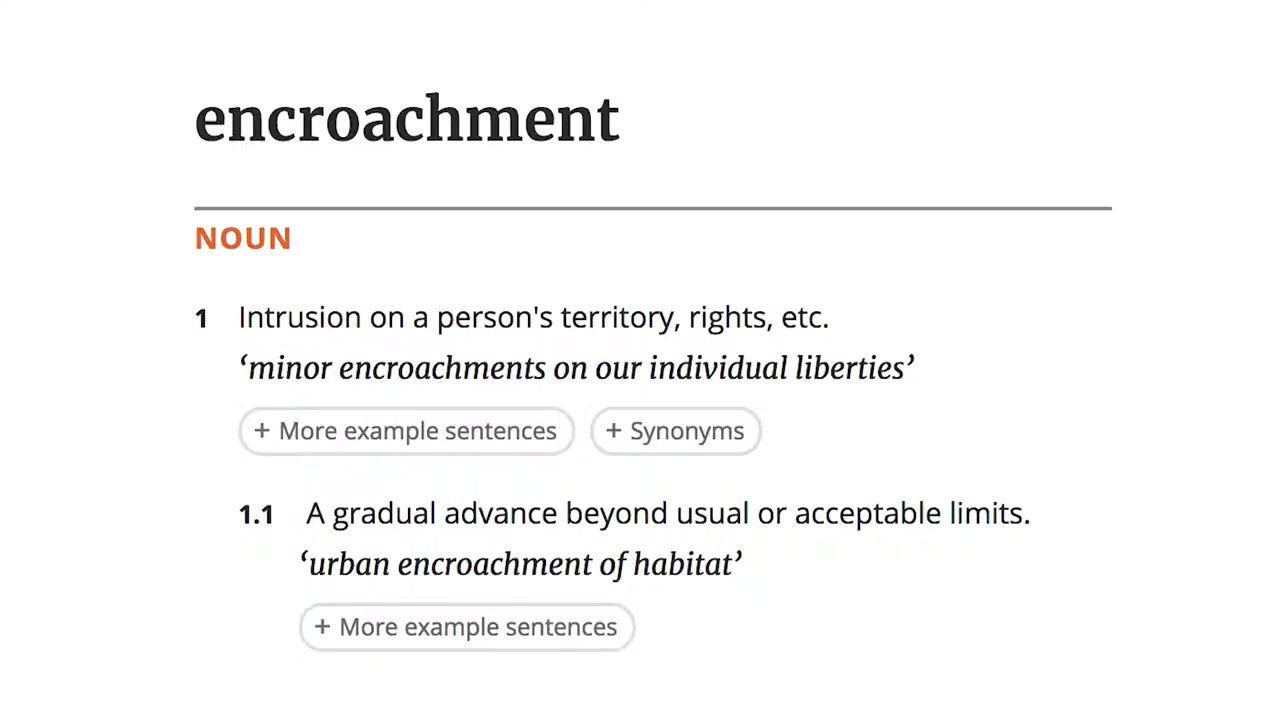 encroachment
NOUN
1 Intrusion on a person's territory, rights, etc.
‘minor encroachments on our individual liberties’
+ More example sentences + Synonyms
1.1 A gradual advance beyond usual or acceptable limits.
‘urban encroachment of habitat’
+ More example sentences